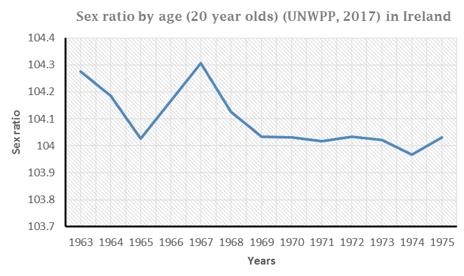 Sex ratio by age (20 year olds) (UNWPP, 2017) in Ireland
104.4
104.3
104.2
104.1
104
103.9
103.8
103.7
Sex ratio
1963 1964 1965 1966 1967 1968 1969 1970 1971 1972 1973 1974 1975
Years